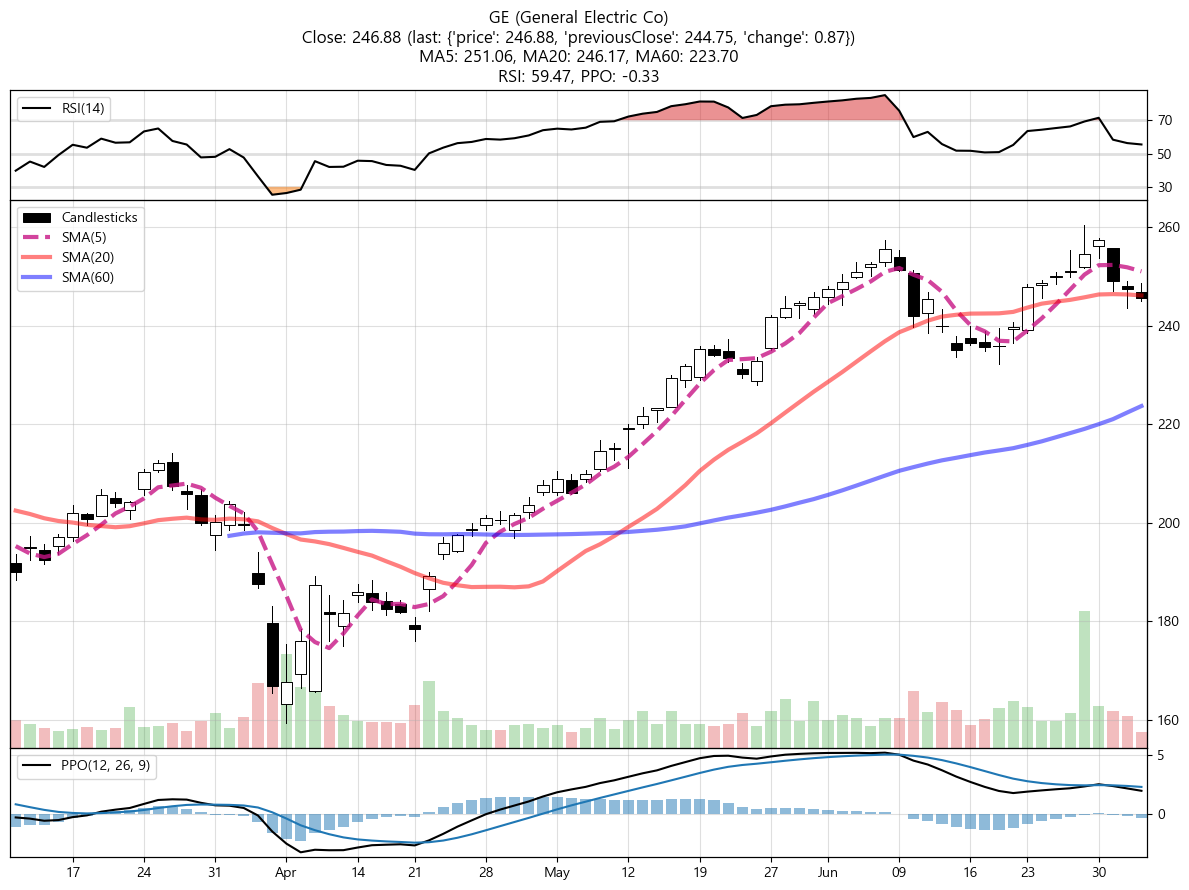 GE (General Electric Co)
Close: 246.88 (last: {'price': 246.88, 'previousClose': 244.75, 'change': 0.87})
MA5: 251.06, MA20: 246.17, MA60: 223.70
RSI: 59.47, PPO: -0.33
RSI(14)
70
50
30
Candlesticks
SMA(5)
SMA(20)
SMA(60)
260
240
220
200
180
160
PPO(12, 26, 9)
5
0
17 24 31 Apr 14 21 28 May 12 19 27 Jun 09 16 23 30